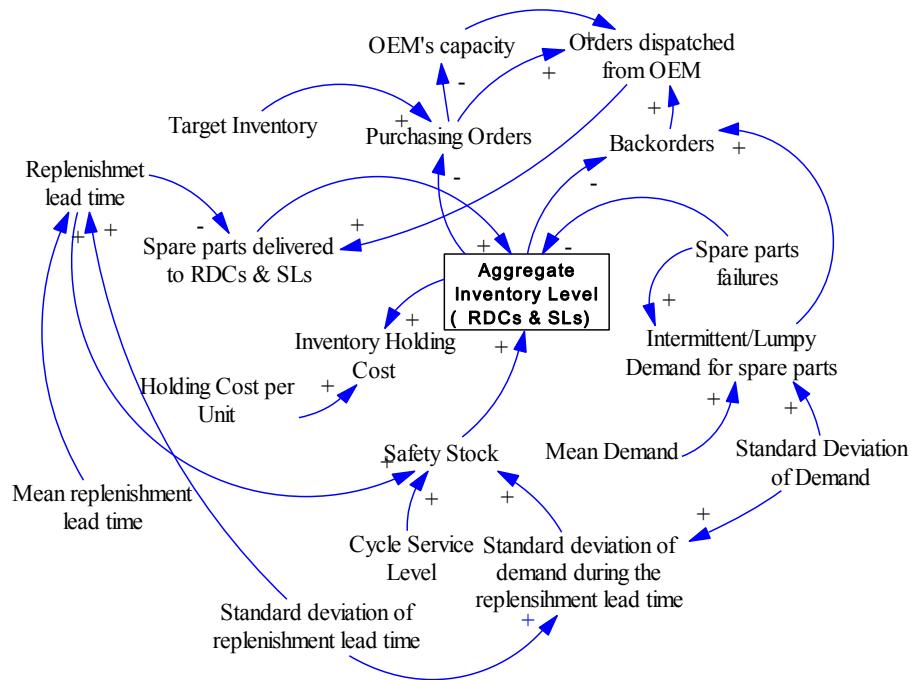 OEM's capacity
Orders dispatched
from OEM
Target Inventory
Purchasing Orders
Backorders
Replenishmet
lead time
Spare parts delivered
to RDCs & SLs
Aggregate
Inventory Level
( RDCs & SLs)
Spare parts
failures
Inventory Holding
Cost
Intermittent/Lumpy
Demand for spare parts
Holding Cost per
Unit
Safety Stock
Mean Demand
Standard Deviation
of Demand
Mean replenishment
lead time
Cycle Service
Level
Standard deviation of
demand during the
replensihment lead time
Standard deviation of
replenishment lead time